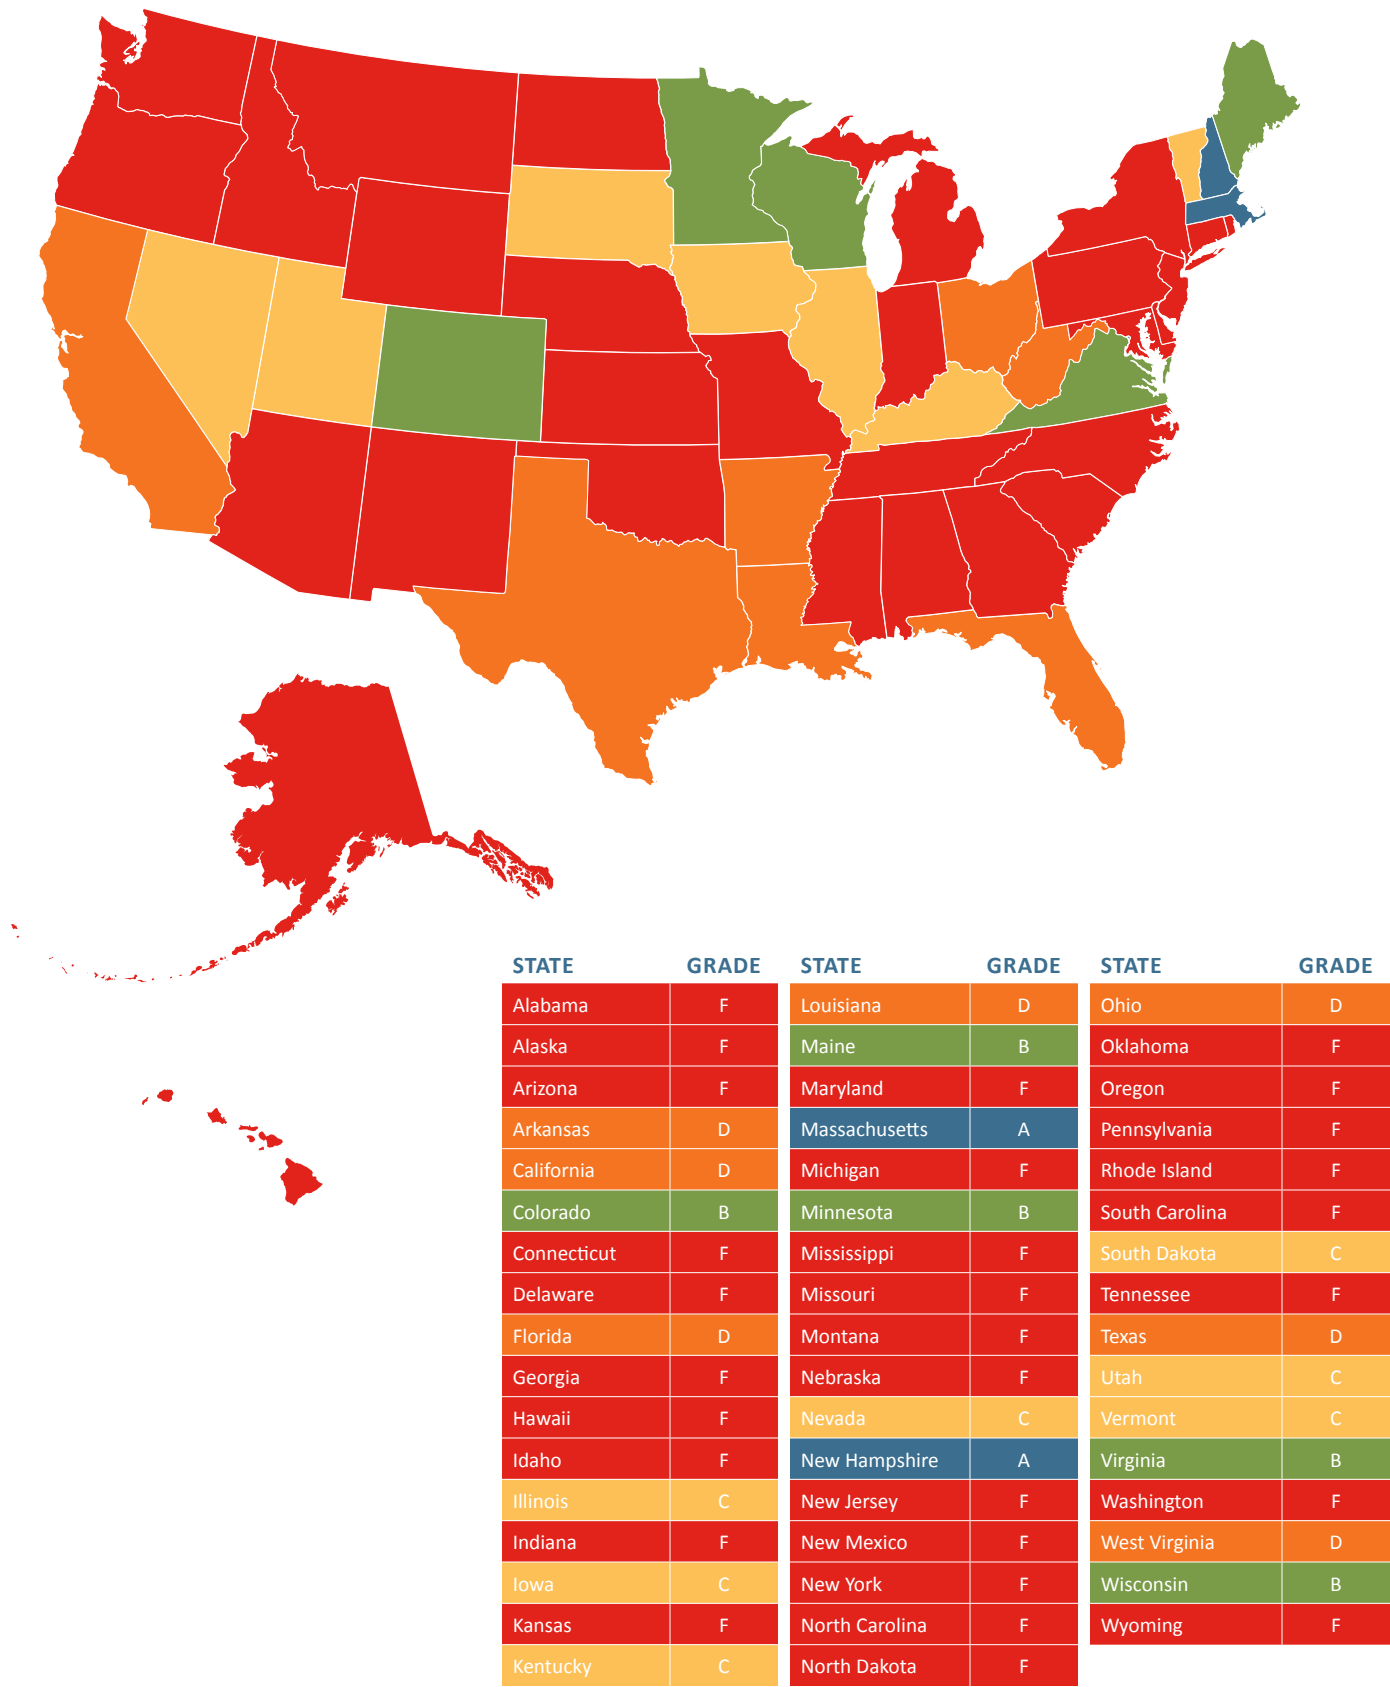 STATE GRADE STATE GRADE STATE GRADE
Alabama F Louisiana D Ohio D
Alaska F Maine B Oklahoma F
Arizona F Maryland F Oregon F
Arkansas D Massachusetts A Pennsylvania F
California D Michigan F Rhode Island F
Colorado B Minnesota B South Carolina F
Connecticut F Mississippi F South Dakota C
Delaware F Missouri F Tennessee F
Florida D Montana F Texas D
Georgia F Nebraska F Utah C
Hawaii F Nevada C Vermont C
Idaho F New Hampshire A Virginia B
Illinois C New Jersey F Washington F
Indiana F New Mexico F West Virginia D
Iowa C New York F Wisconsin B
Kansas F North Carolina F Wyoming F
Kentucky C North Dakota F